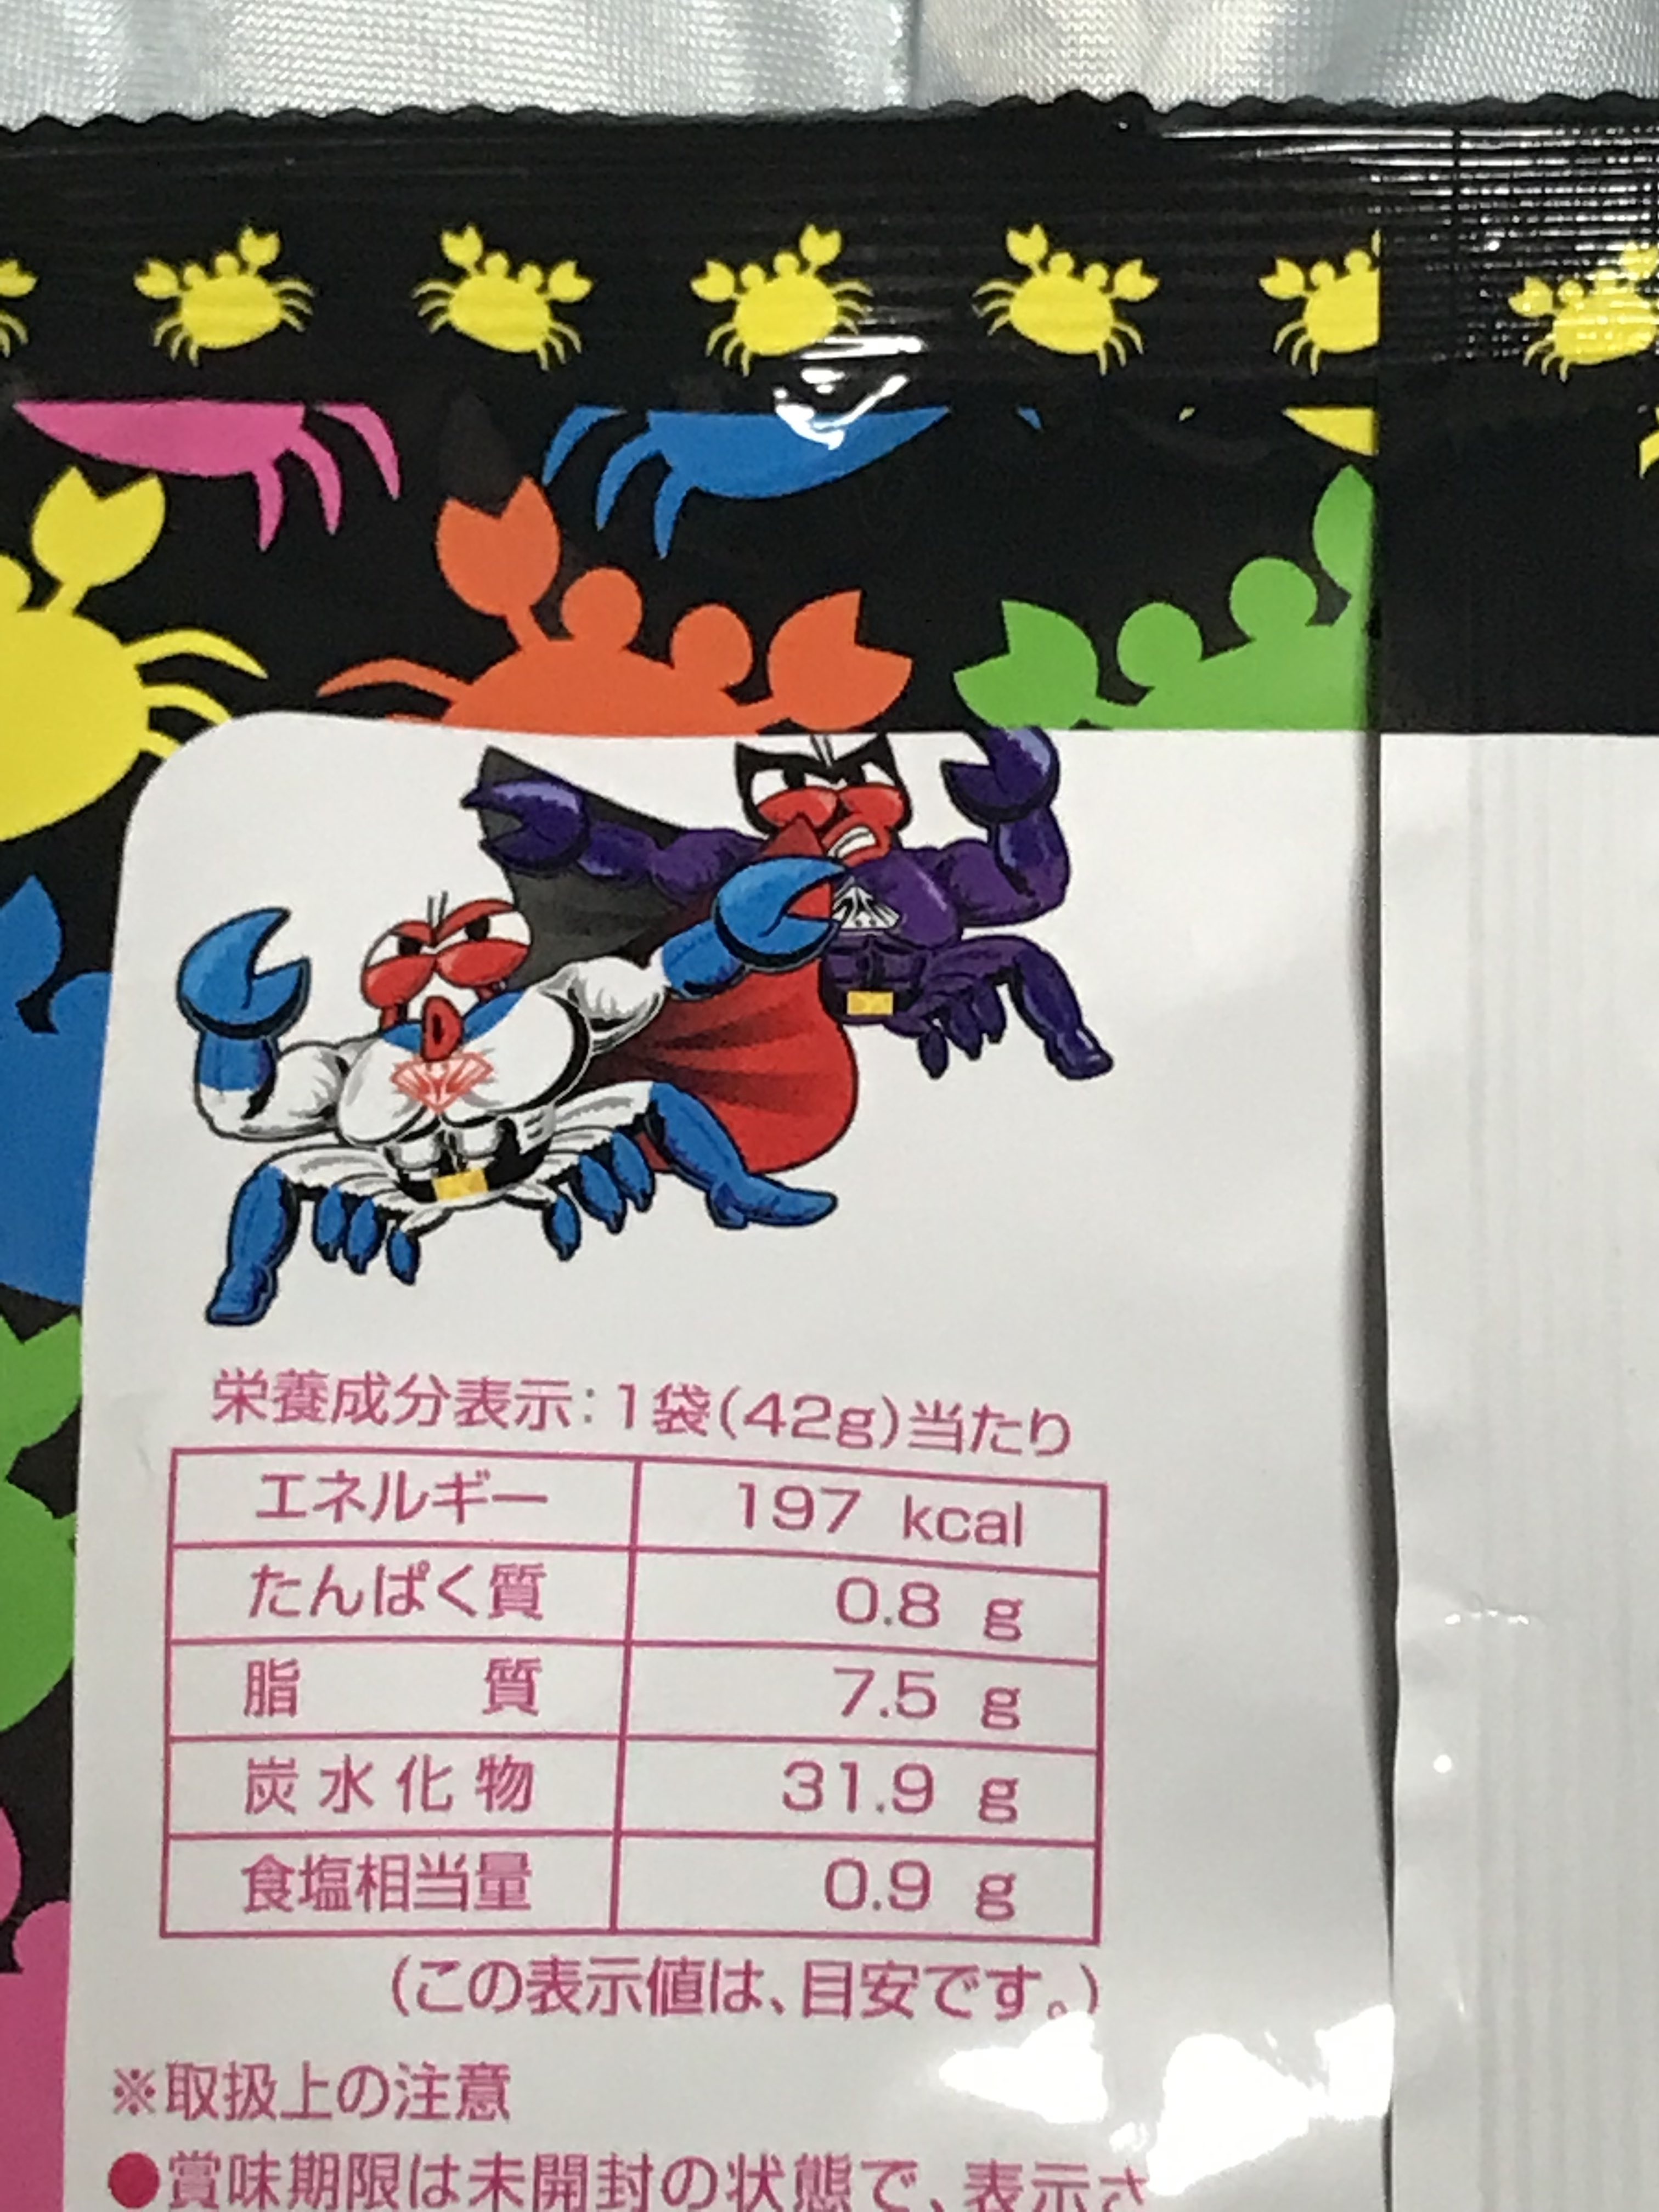 栄養成分表示:1袋(42g)当たり
エネルギー 197 kcal
たんぱく質 0.8 g
脂質 7.5 g
炭水化物 31.9 g
食塩相当量 0.9 g
(この表示値は、目安です。)
※取扱上の注意
●賞味期限は未開封の状態で、表示さ